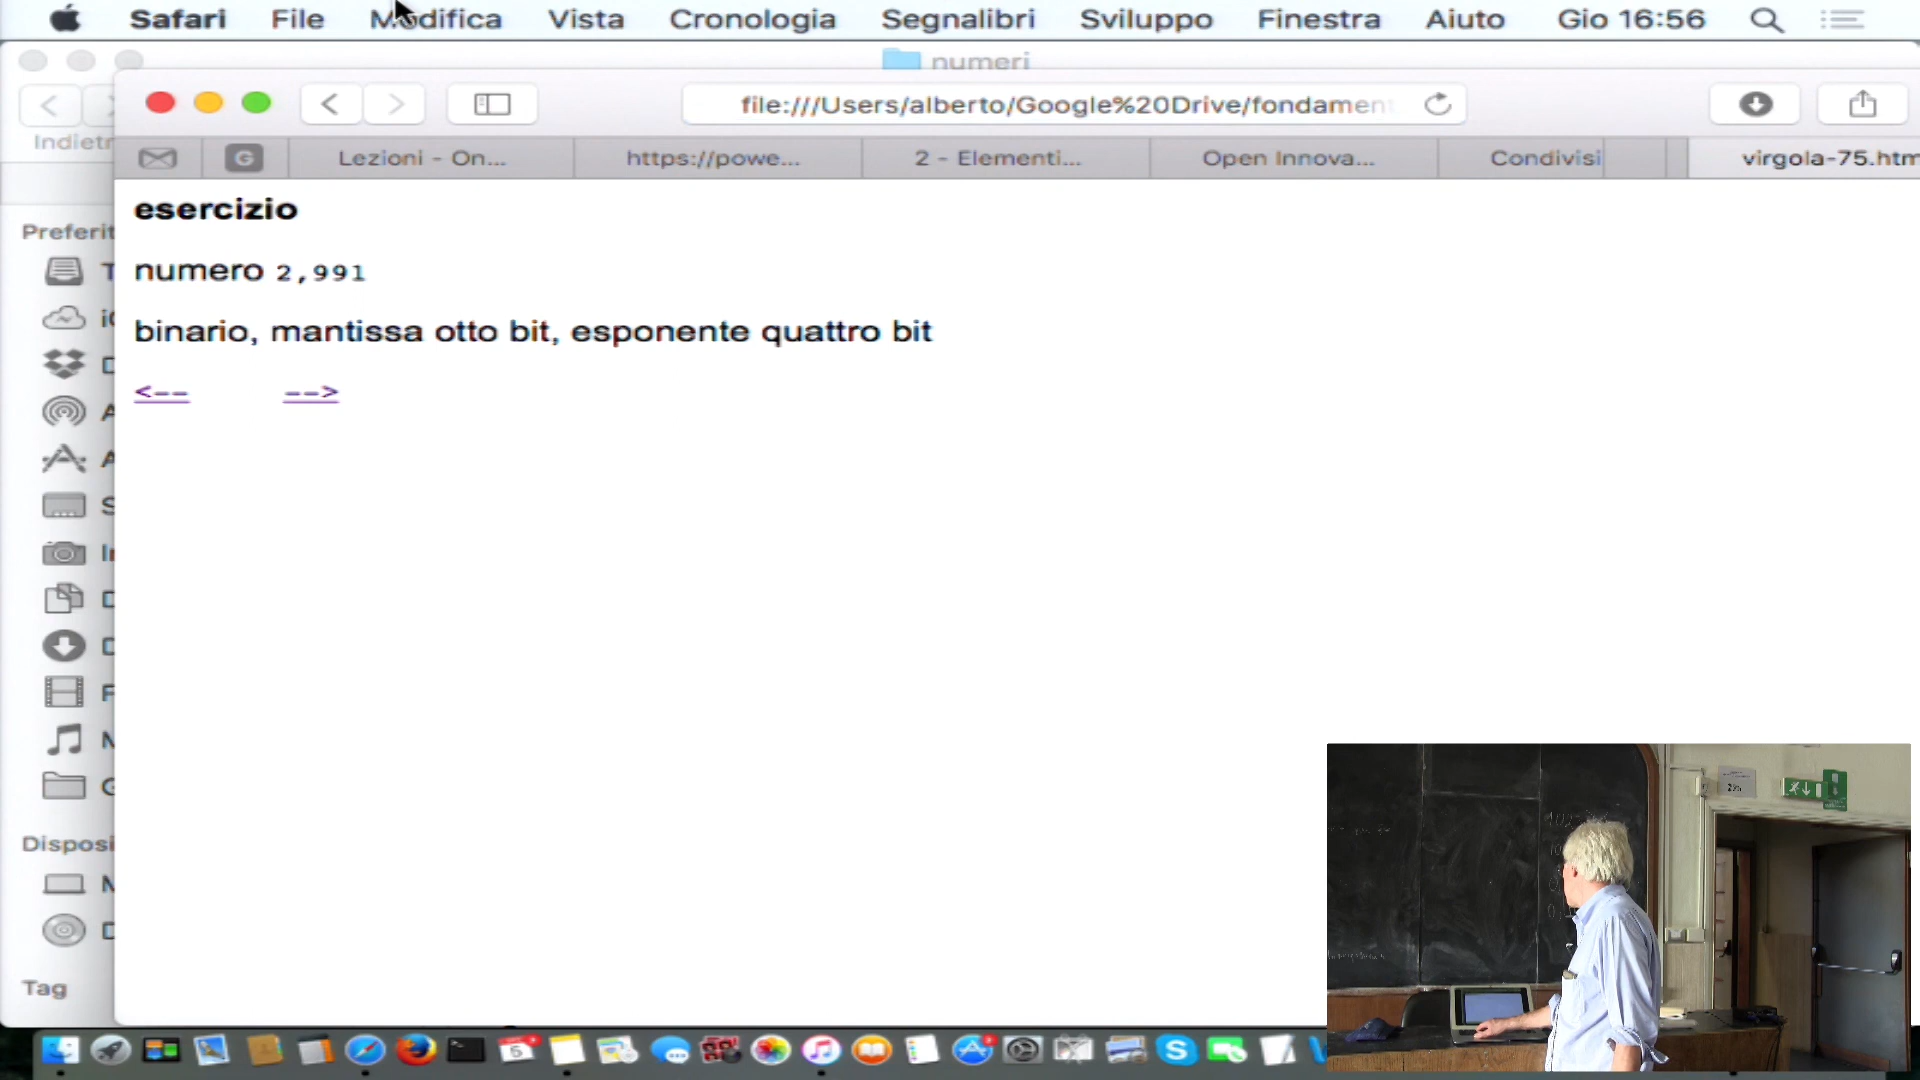 Safari File Modifica Vista Cronologia Segnalibri Sviluppo Finestra Aiuto Gio 16:56
numeri
file:///Users/alberto/Google%20Drive/fondament
Indietr
G Lezioni - On... https://powe... 2 - Elementi... Open Innova... Condivisi virgola-75.htm
esercizio
Preferit
numero 2,991
binario, mantissa otto bit, esponente quattro bit
<-- -->
Disposi
Tag